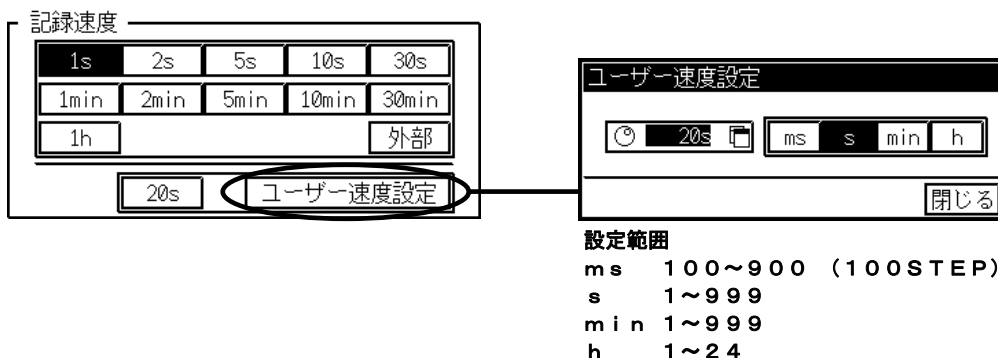 記録速度
1s 2s 5s 10s 30s
1min 2min 5min 10min 30min
1h 外部
20s ユーザー速度設定
ユーザー速度設定
20s ms s min h
閉じる
設定範囲
ms 100～900 (100STEP)
s 1～999
min 1～999
h 1～24